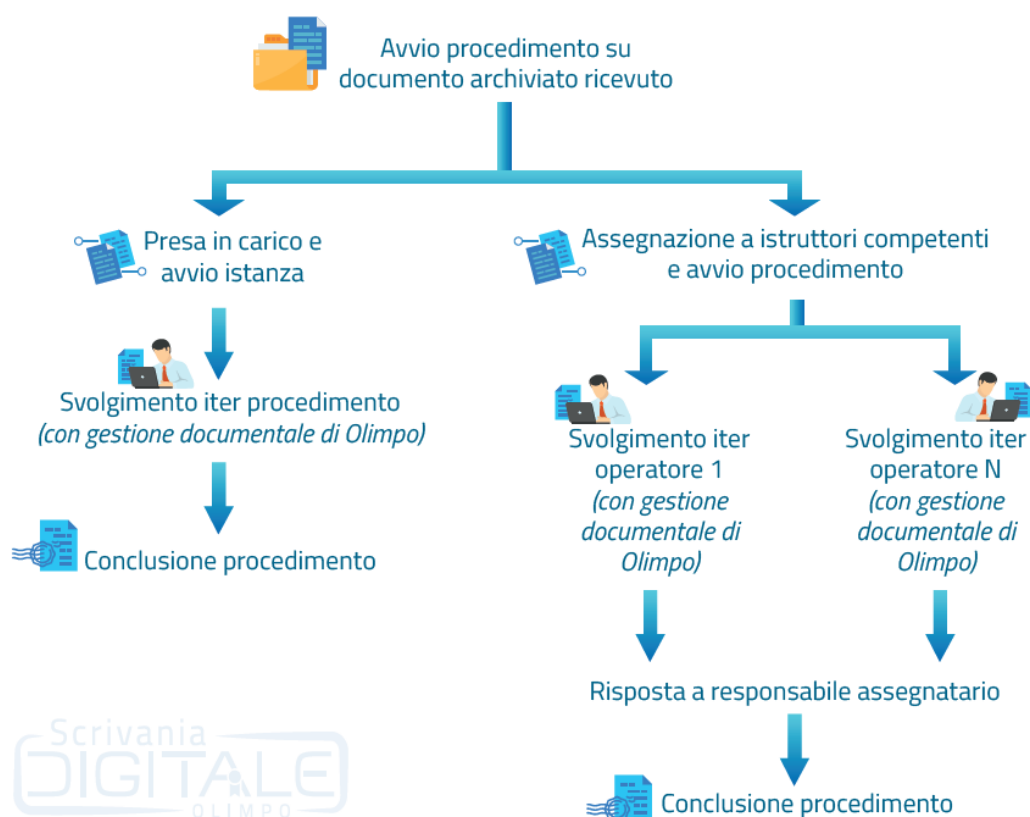 Avvio procedimento su
documento archiviato ricevuto
Presa in carico e
avvio istanza
Assegnazione a istruttori competenti
e avvio procedimento
Svolgimento iter procedimento
(con gestione documentale di Olimpo)
Svolgimento iter
operatore 1
(con gestione
documentale di
Olimpo)
Svolgimento iter
operatore N
(con gestione
documentale di
Olimpo)
Conclusione procedimento
Risposta a responsabile assegnatario
Conclusione procedimento
Scrivania
DIGITALE
OLIMPO